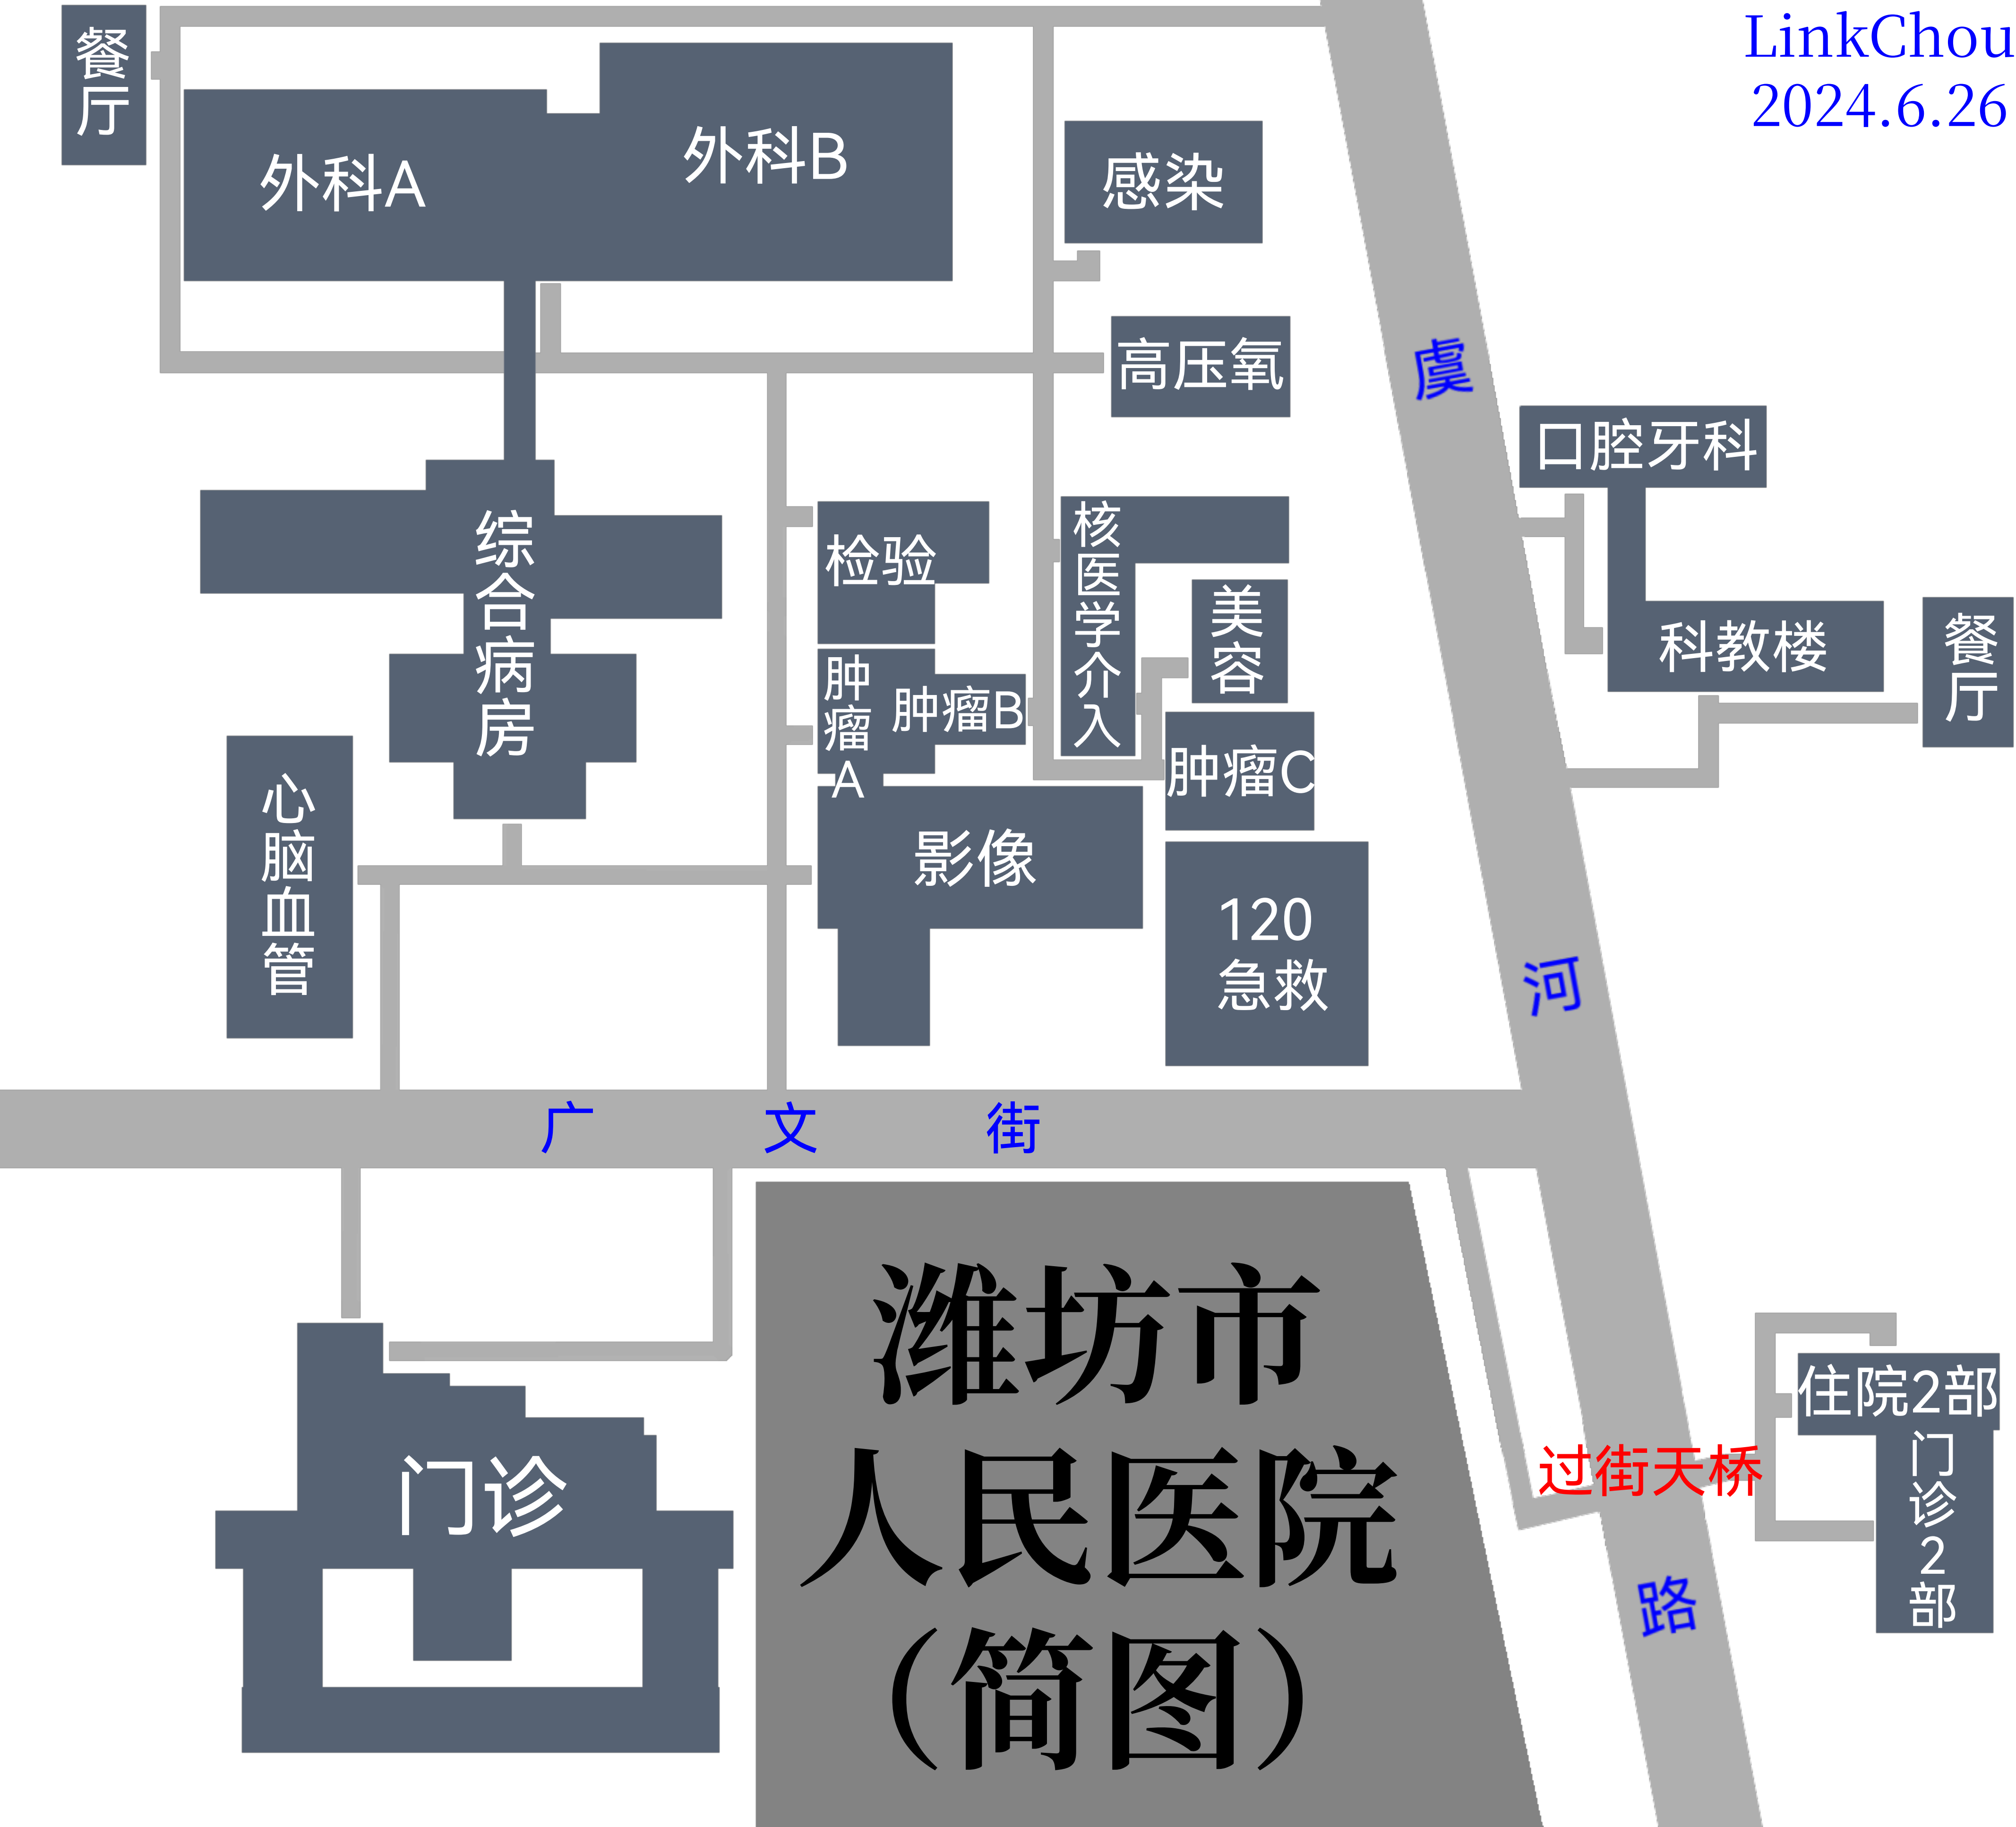 LinkChou
2024.6.26
餐厅
外科A
外科B
感染
高压氧
虞河路
口腔牙科
科教楼
餐厅
综合病房
检验
核医学介入
美容
肿瘤A
肿瘤B
肿瘤C
心脑血管
影像
120
急救
广文街
潍坊市
人民医院
（简图）
门诊
过街天桥
住院2部
门诊2部